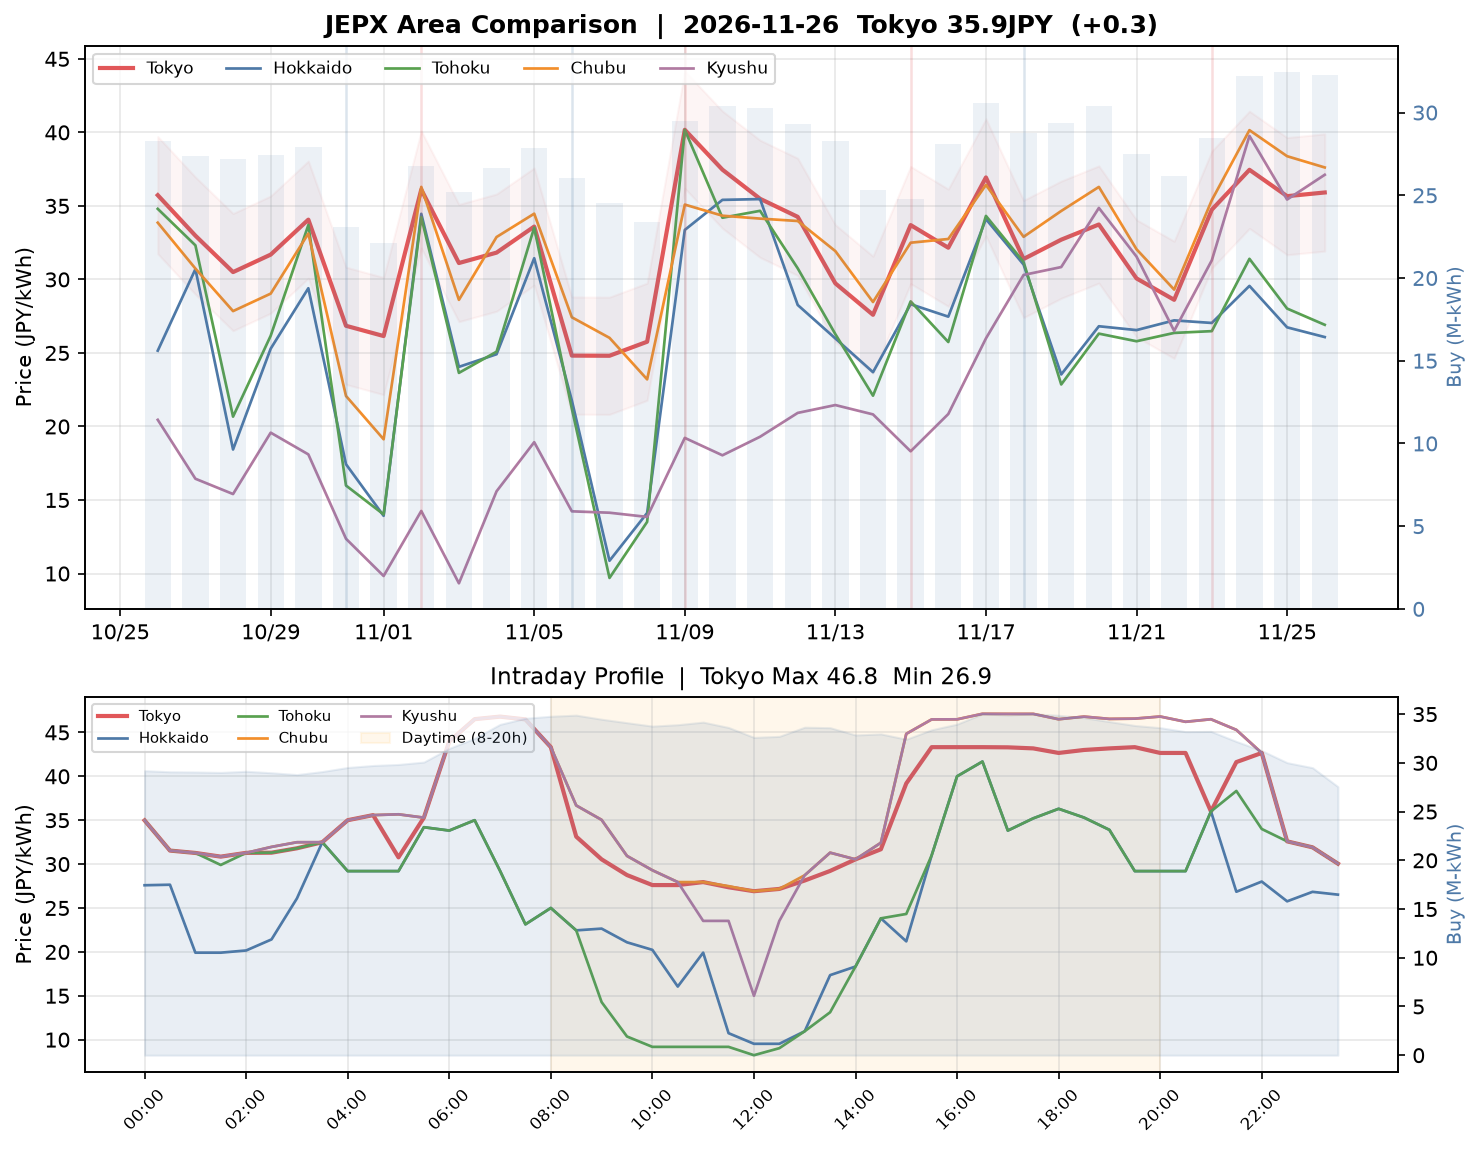 JEPX Area Comparison | 2026-11-26 Tokyo 35.9JPY (+0.3)
Tokyo Hokkaido Tohoku Chubu Kyushu
Price (JPY/kWh)
45
40
35
30
25
20
15
10
Buy (M-kWh)
30
25
20
15
10
5
0
10/25 10/29 11/01 11/05 11/09 11/13 11/17 11/21 11/25
Intraday Profile | Tokyo Max 46.8 Min 26.9
Tokyo Tohoku Kyushu
Hokkaido Chubu Daytime (8-20h)
Price (JPY/kWh)
45
40
35
30
25
20
15
10
Buy (M-kWh)
35
30
25
20
15
10
5
0
00:00 02:00 04:00 06:00 08:00 10:00 12:00 14:00 16:00 18:00 20:00 22:00